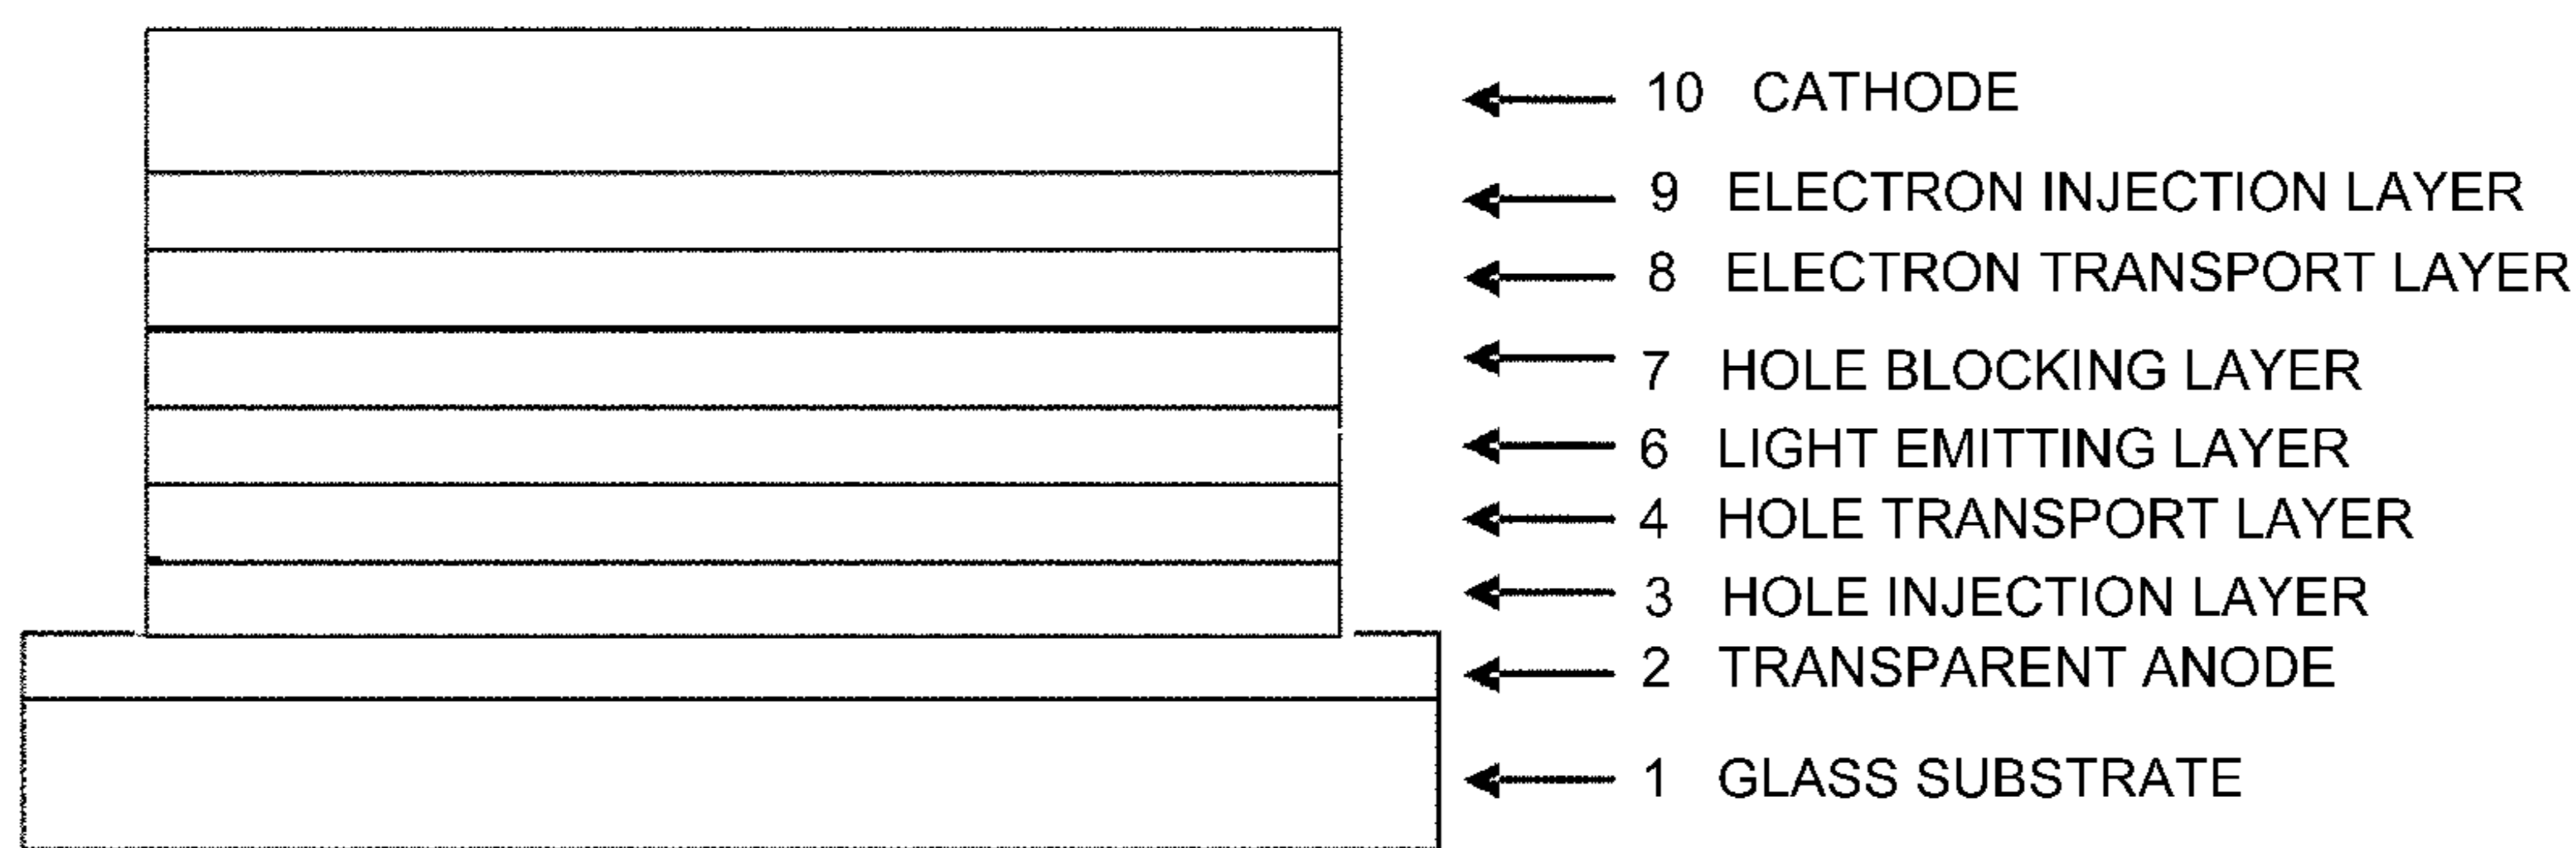 10 CATHODE
9 ELECTRON INJECTION LAYER
8 ELECTRON TRANSPORT LAYER
7 HOLE BLOCKING LAYER
6 LIGHT EMITTING LAYER
4 HOLE TRANSPORT LAYER
3 HOLE INJECTION LAYER
2 TRANSPARENT ANODE
1 GLASS SUBSTRATE